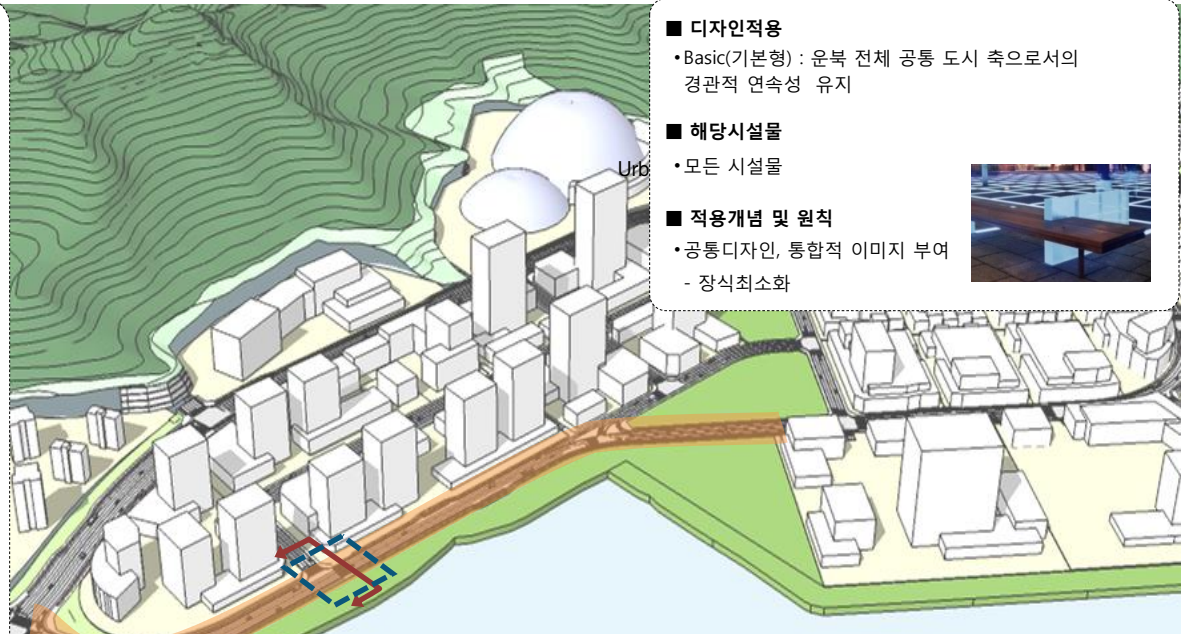 ■ 디자인적용
•Basic(기본형) : 운북 전체 공통 도시 축으로서의
경관적 연속성 유지
■ 해당시설물
•모든 시설물
Urb
■ 적용개념 및 원칙
•공통디자인, 통합적 이미지 부여
- 장식최소화